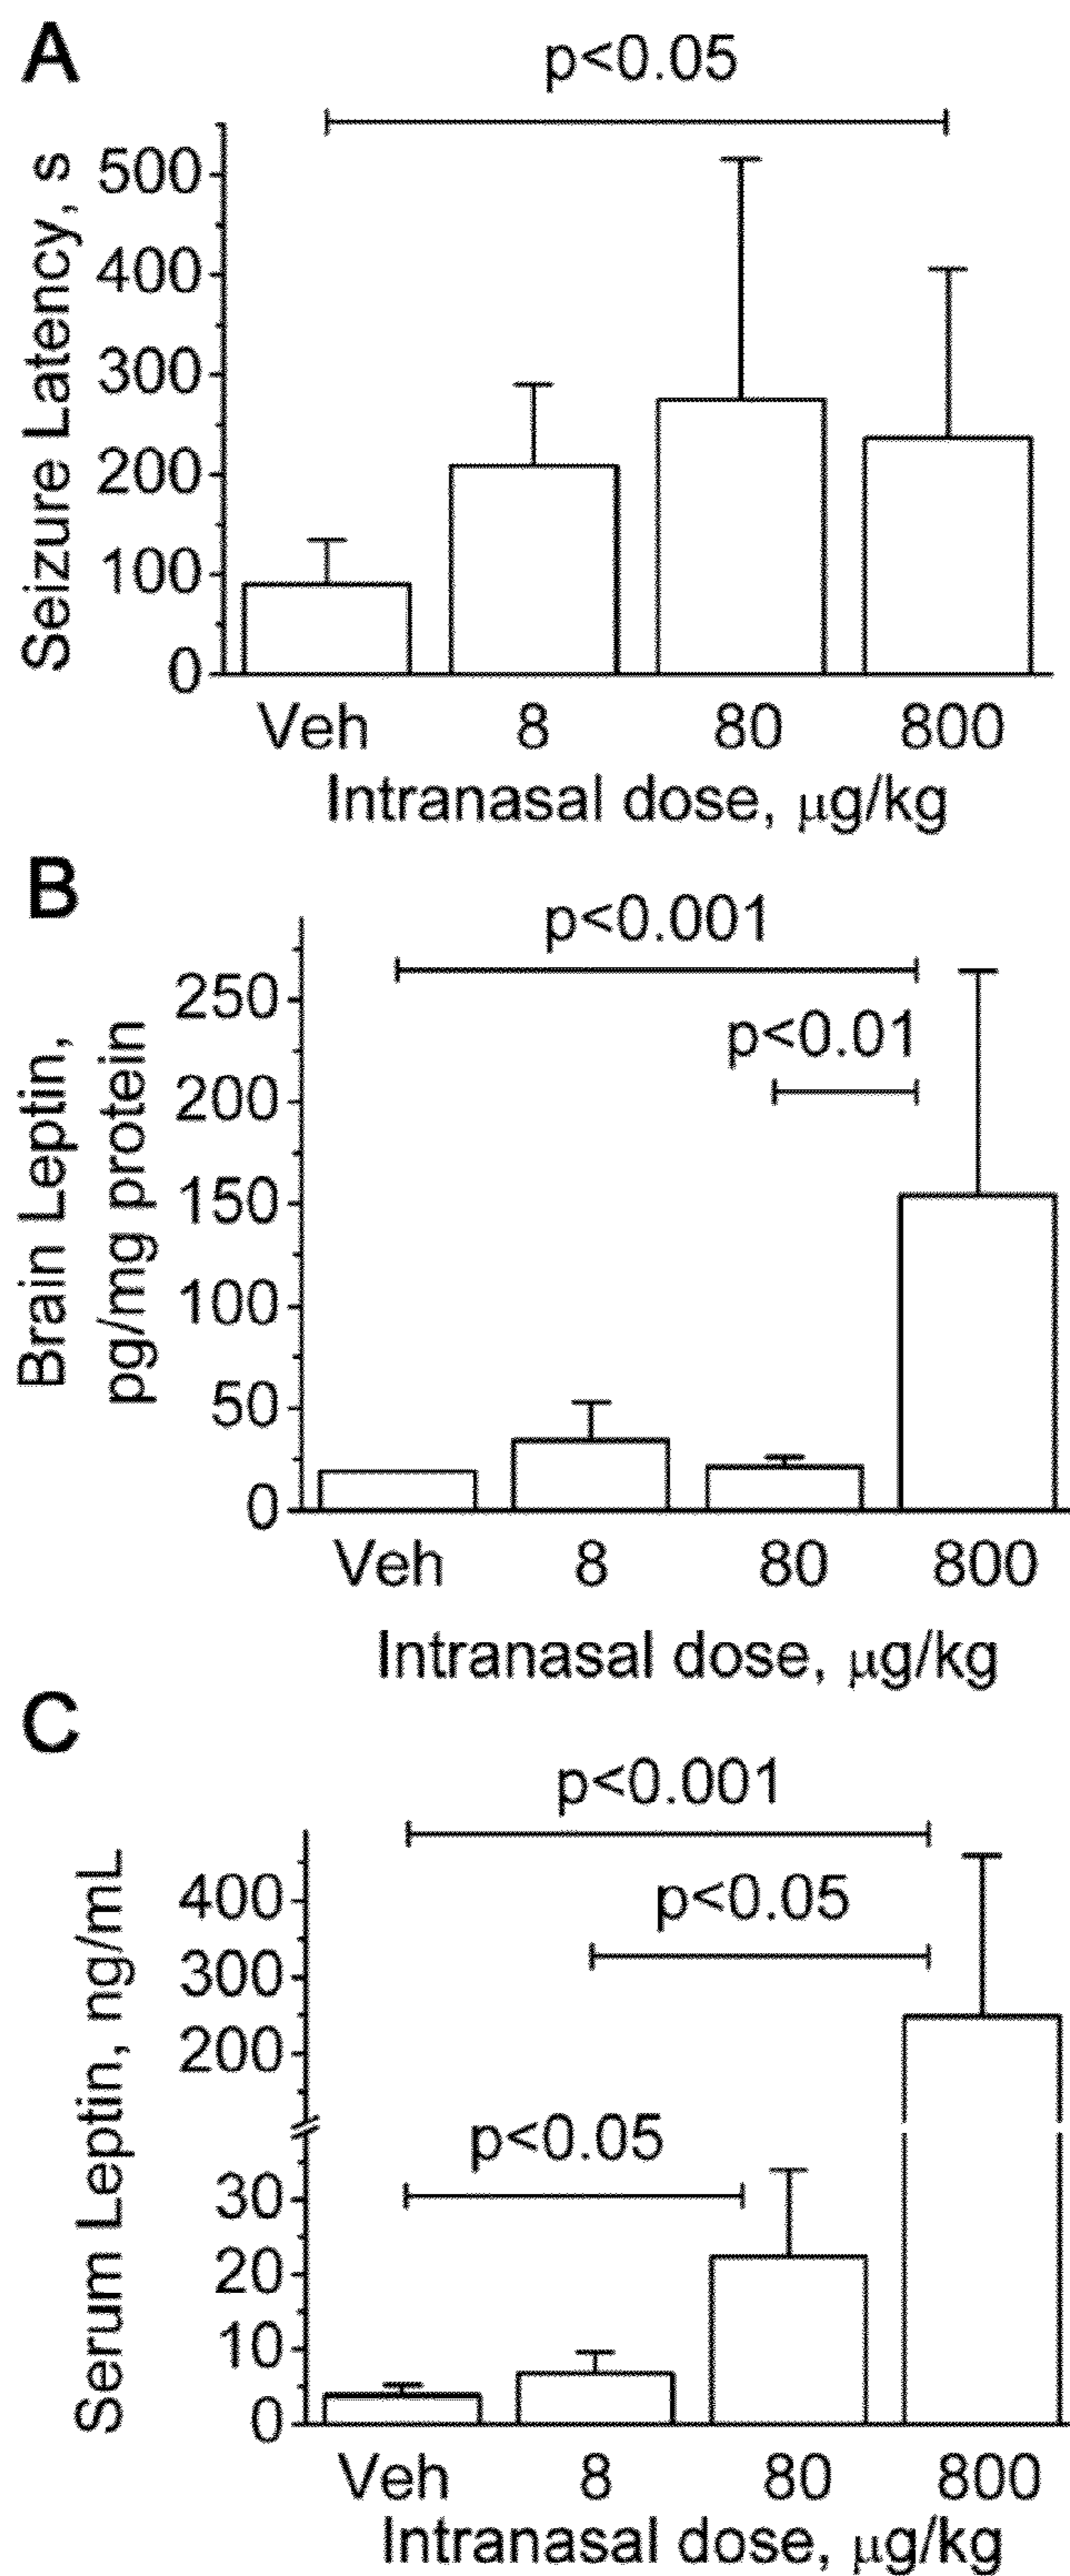 A
p<0.05
Seizure Latency, s
500
400
300
200
100
0
Veh 8 80 800
Intranasal dose, μg/kg
B
p<0.001
p<0.01
Brain Leptin,
pg/mg protein
250
200
150
100
50
0
Veh 8 80 800
Intranasal dose, μg/kg
C
p<0.001
p<0.05
p<0.05
Serum Leptin, ng/mL
400
300
200
30
20
10
0
Veh 8 80 800
Intranasal dose, μg/kg